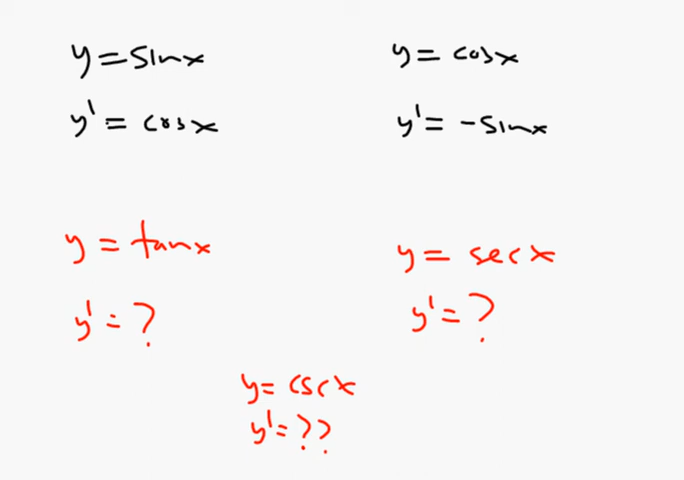 y = sinx
y' = cosx
y = cosx
y' = -sinx
y = tanx
y' = ?
y = secx
y' = ?
y = cscx
y' = ??